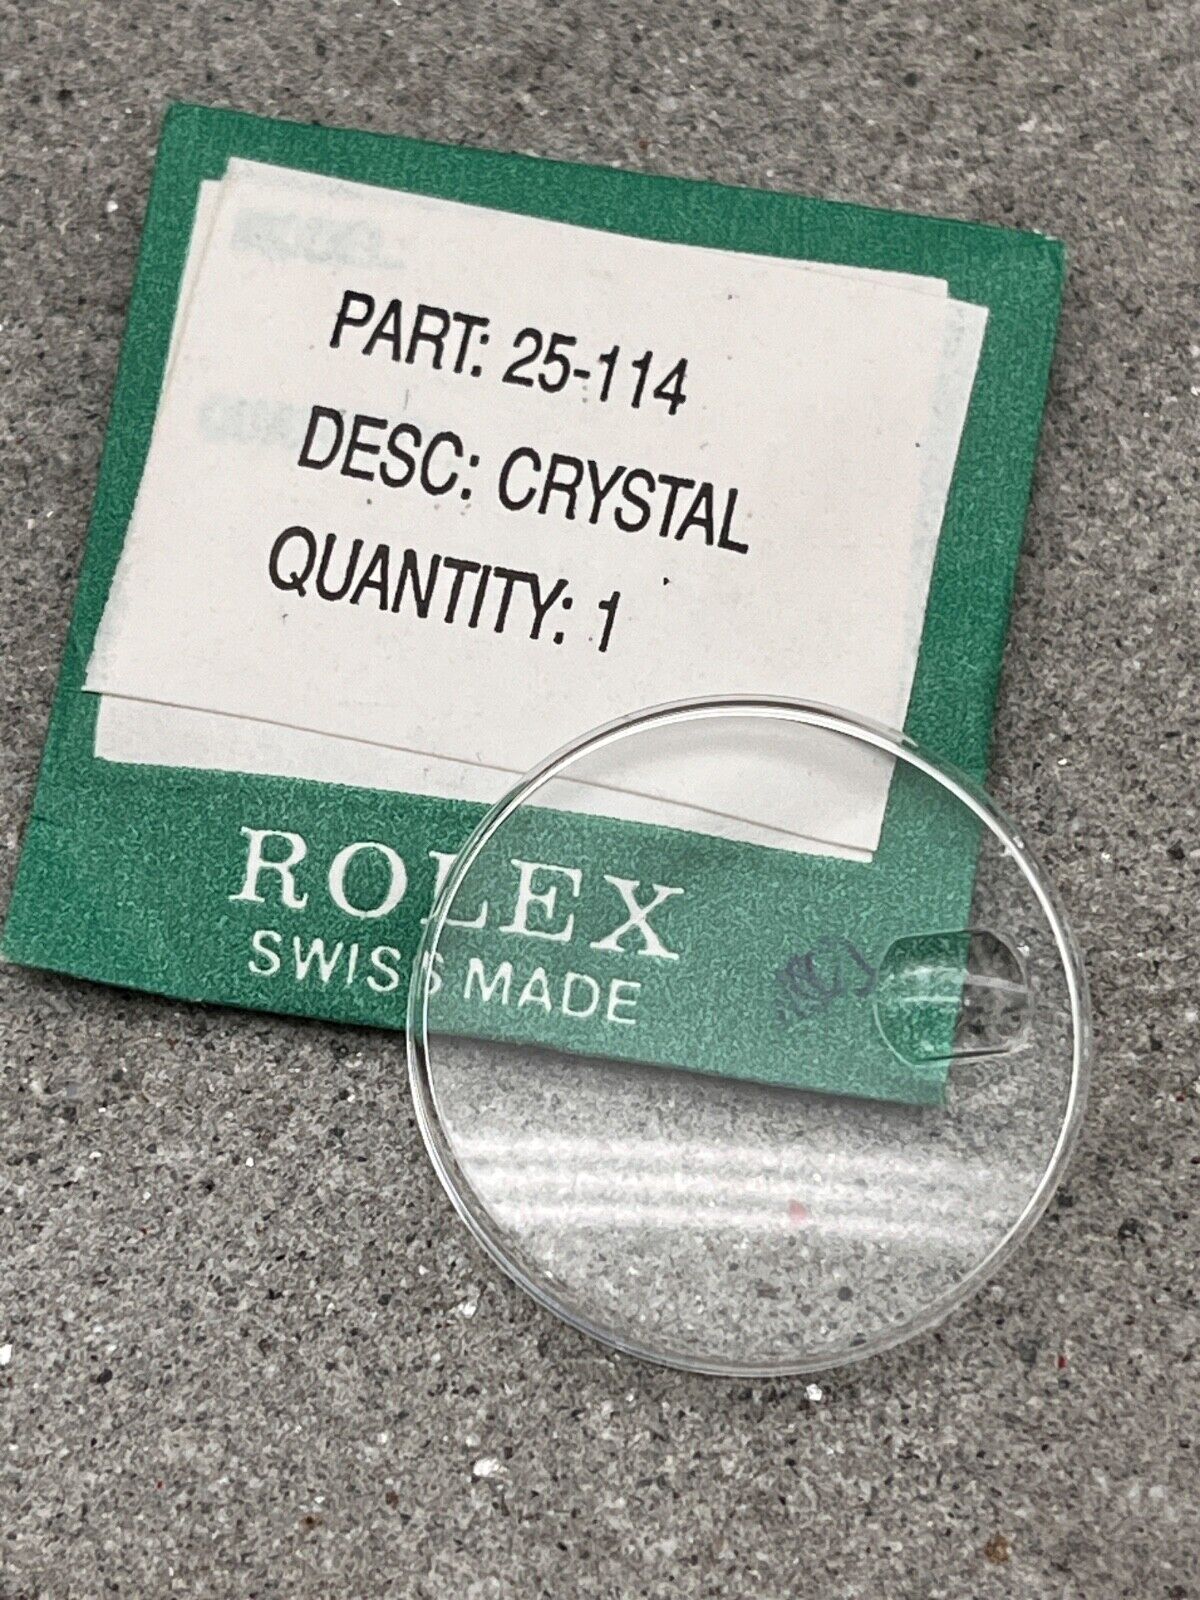 PART: 25-114
DESC: CRYSTAL
QUANTITY: 1
ROLEX
SWISS MADE